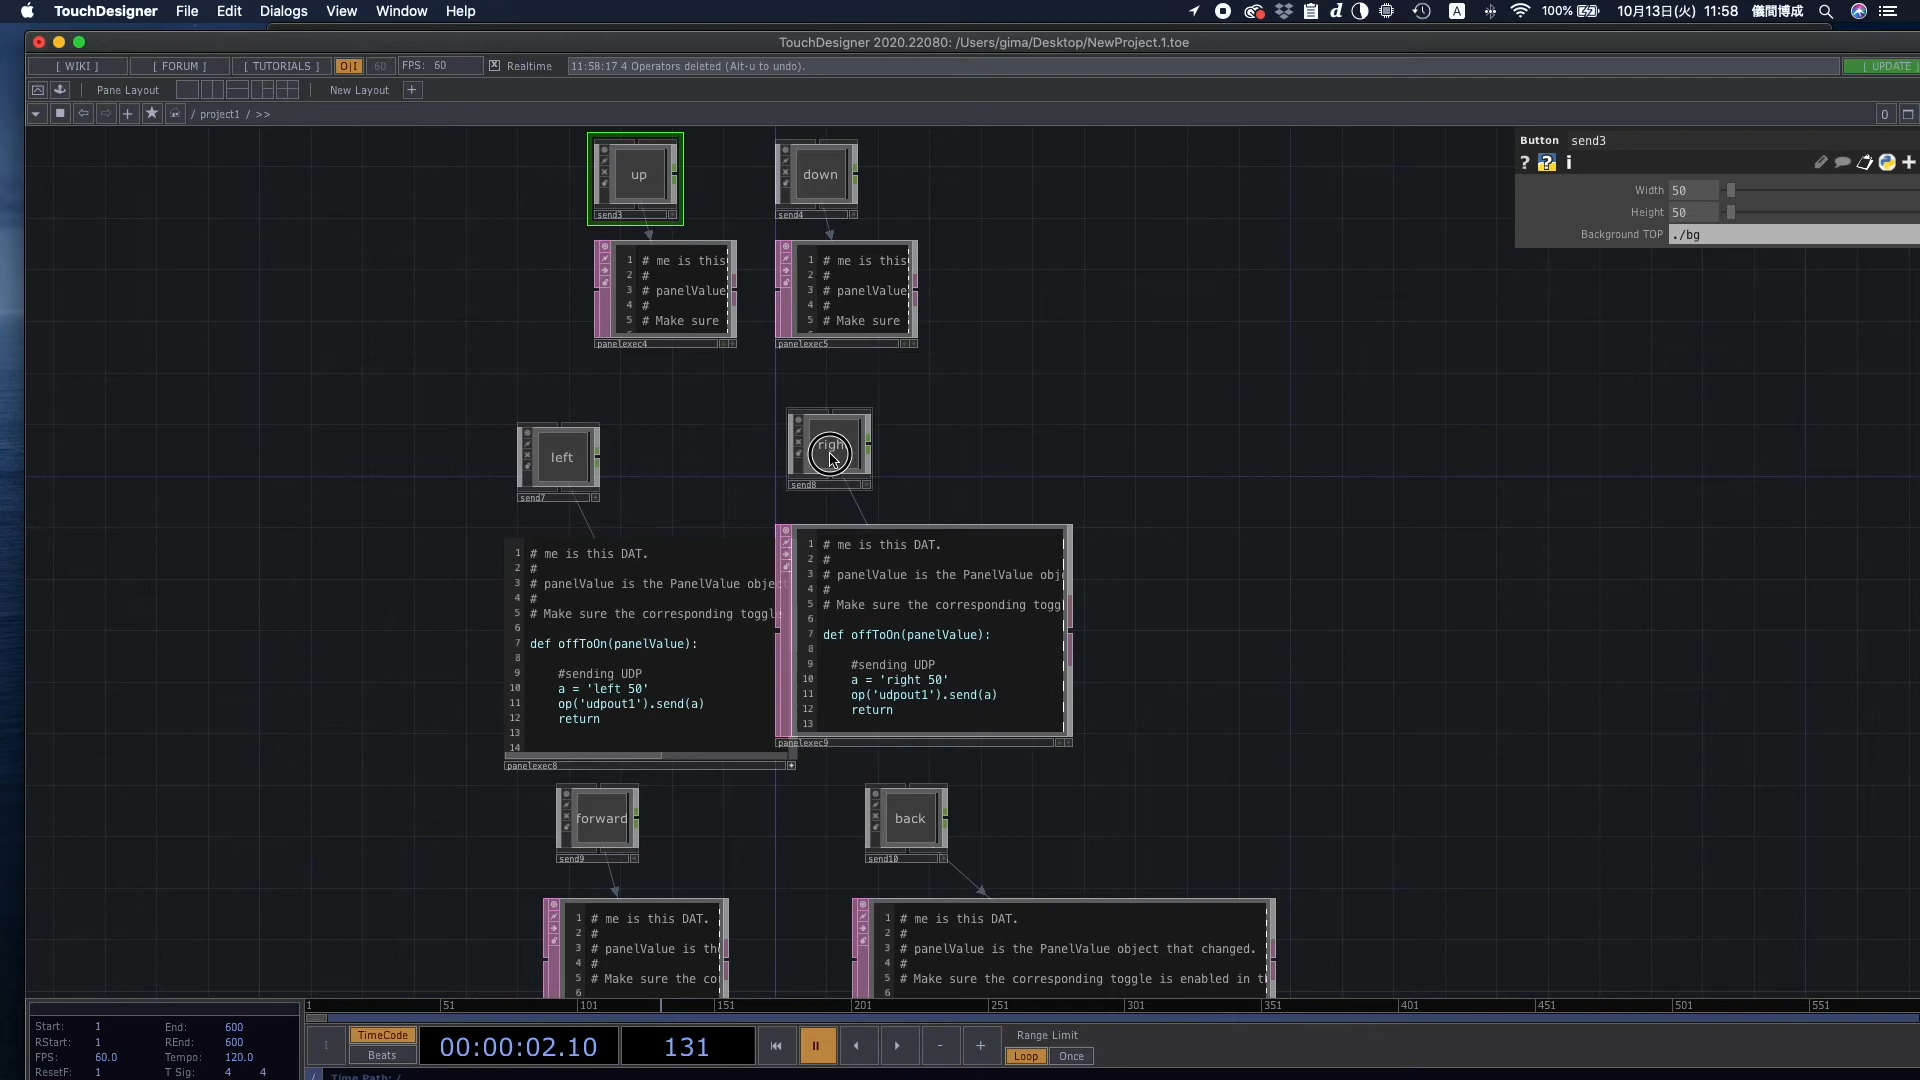 TouchDesigner File Edit Dialogs View Window Help
100% 10月13日(火) 11:58 儀間博成
TouchDesigner 2020.22080: /Users/gima/Desktop/NewProject.1.toe
[ WIKI ] [ FORUM ] [ TUTORIALS ] O|I 60 FPS: 60 Realtime 11:58:17 4 Operators deleted (Alt-u to undo). [ UPDATE ]
Pane Layout New Layout +
/ project1 / >> 0
Button send3
? ? i
Width 50
Height 50
Background TOP ./bg
up
send3
down
send4
1 # me is this
2 #
3 # panelValue
4 #
5 # Make sure
panelexec4
1 # me is this
2 #
3 # panelValue
4 #
5 # Make sure
panelexec5
left
send7
righ
send8
1 # me is this DAT.
2 #
3 # panelValue is the PanelValue objec
4 #
5 # Make sure the corresponding toggl
6
7 def offToOn(panelValue):
8
9 #sending UDP
10 a = 'left 50'
11 op('udpout1').send(a)
12 return
13
14
panelexec8
1 # me is this DAT.
2 #
3 # panelValue is the PanelValue obj
4 #
5 # Make sure the corresponding togg
6
7 def offToOn(panelValue):
8
9 #sending UDP
10 a = 'right 50'
11 op('udpout1').send(a)
12 return
13
panelexec9
forward
send9
back
send10
1 # me is this DAT.
2 #
3 # panelValue is th
4 #
5 # Make sure the co
6
1 # me is this DAT.
2 #
3 # panelValue is the PanelValue object that changed.
4 #
5 # Make sure the corresponding toggle is enabled in t
6
1 51 101 151 201 251 301 351 401 451 501 551
Start: 1 End: 600
RStart: 1 REnd: 600
FPS: 60.0 Tempo: 120.0
ResetF: 1 T Sig: 4 4
TimeCode
Beats
00:00:02.10
131
- +
Range Limit
Loop Once
/ Time Path: /